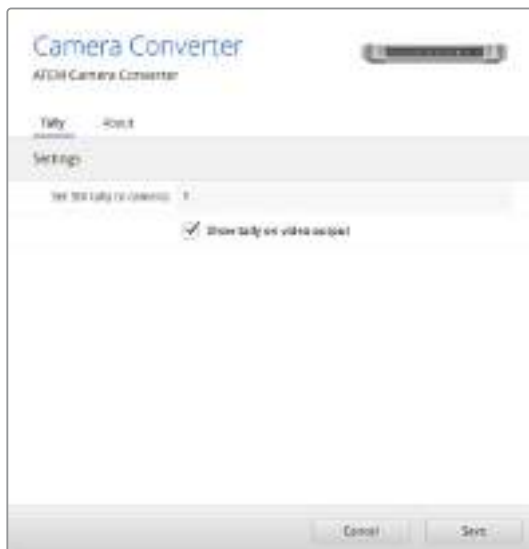 Camera Converter
ATEM Camera Converter
Tally About
Settings
Set SDI tally to camera:
Show tally on video output
Cancel Save